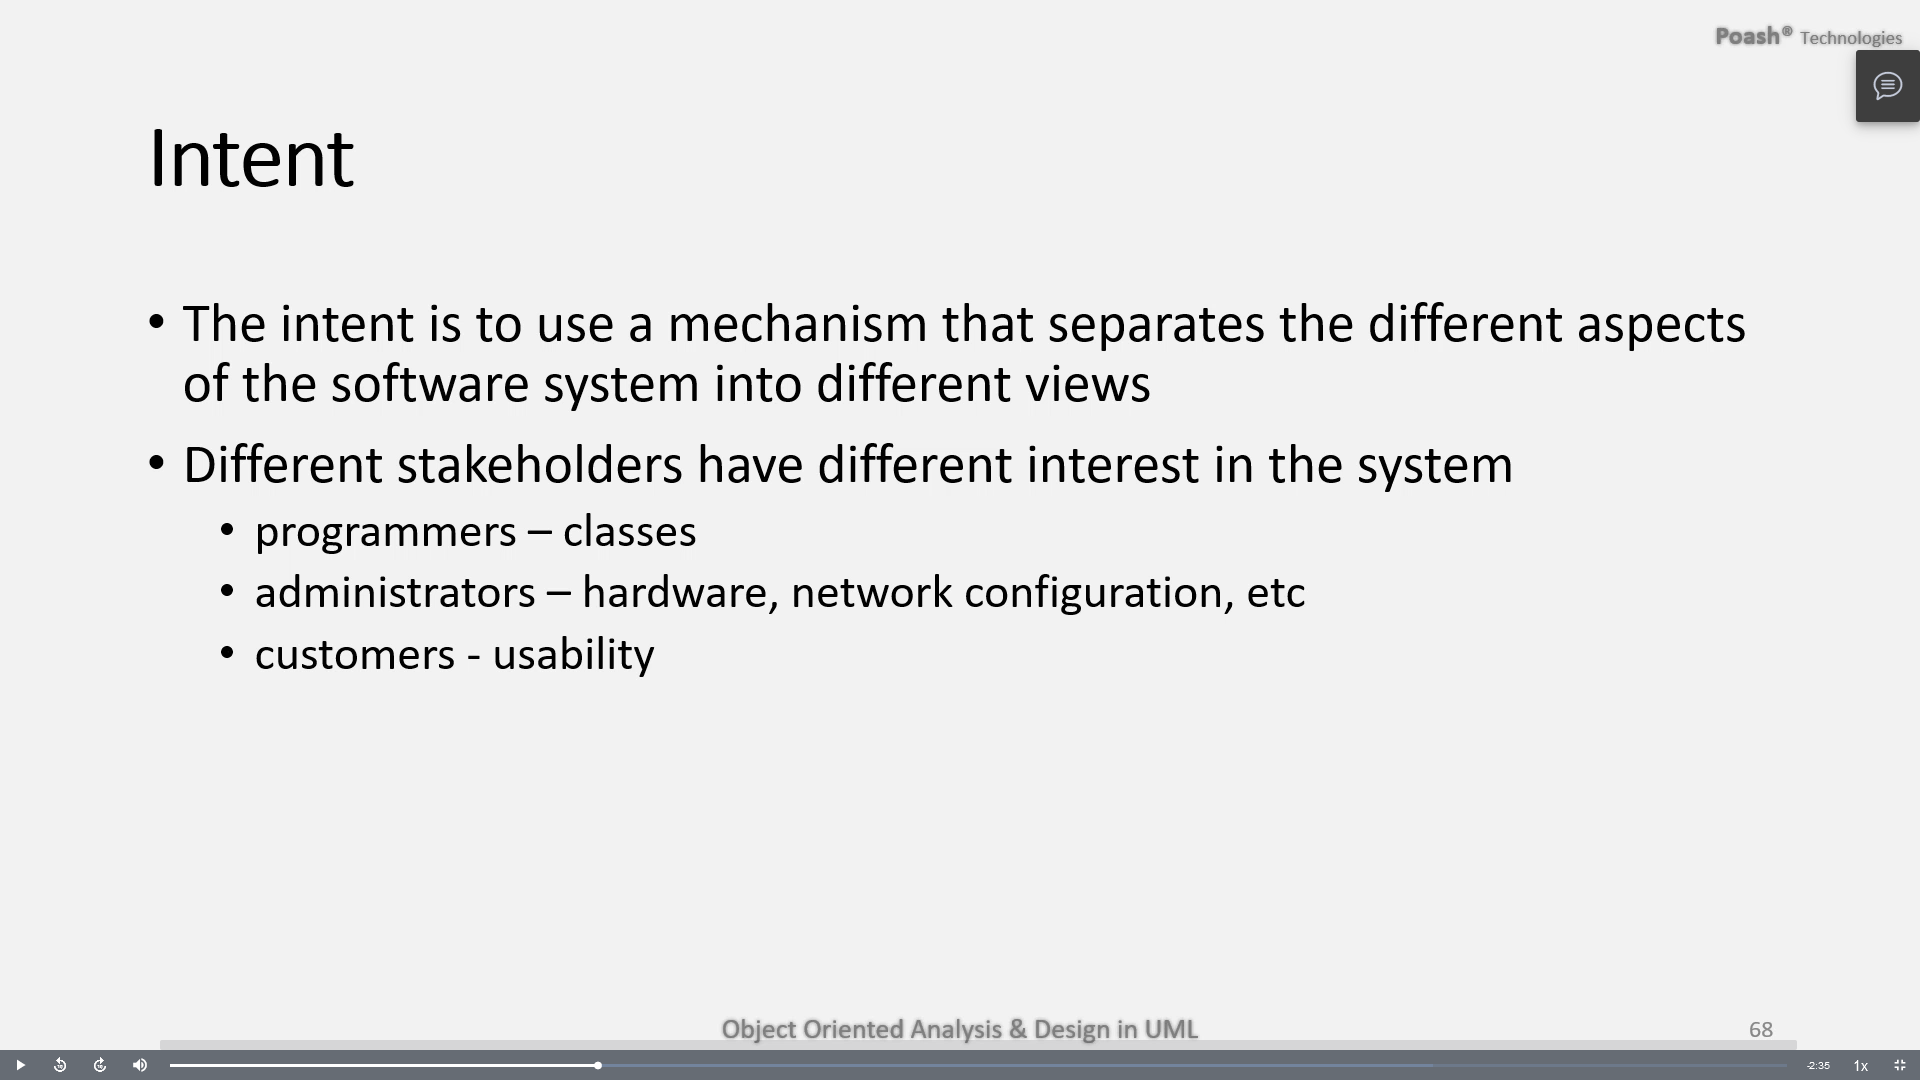 Poash® Technologies
Intent
• The intent is to use a mechanism that separates the different aspects
of the software system into different views
• Different stakeholders have different interest in the system
• programmers – classes
• administrators – hardware, network configuration, etc
• customers - usability
Object Oriented Analysis & Design in UML
68
-2:35
1x